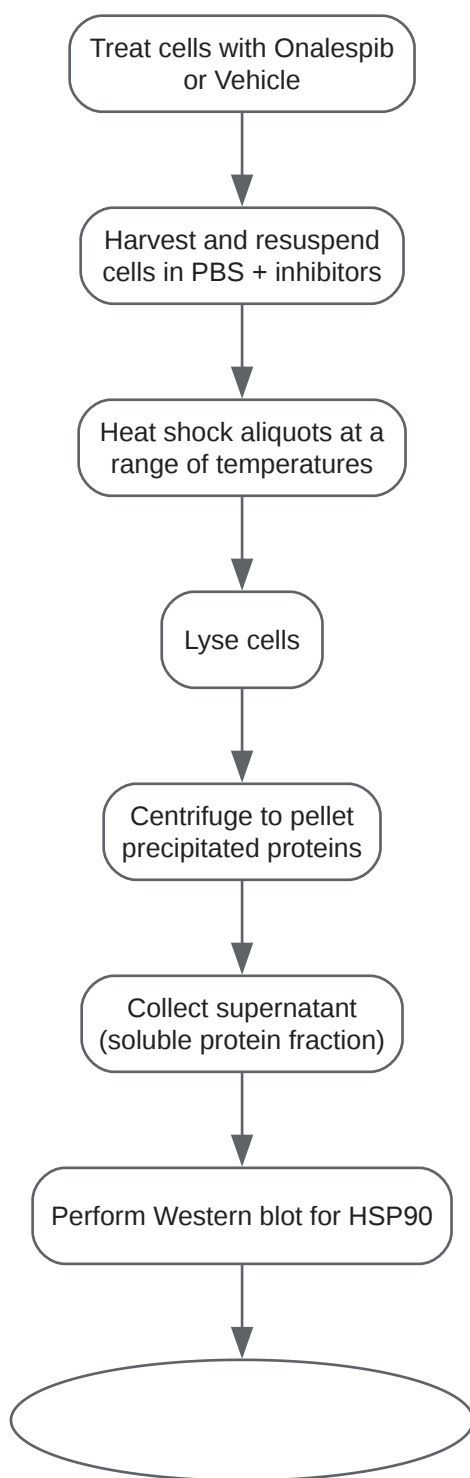 Treat cells with Onalespib
or Vehicle
Harvest and resuspend
cells in PBS + inhibitors
Heat shock aliquots at a
range of temperatures
Lyse cells
Centrifuge to pellet
precipitated proteins
Collect supernatant
(soluble protein fraction)
Perform Western blot for HSP90